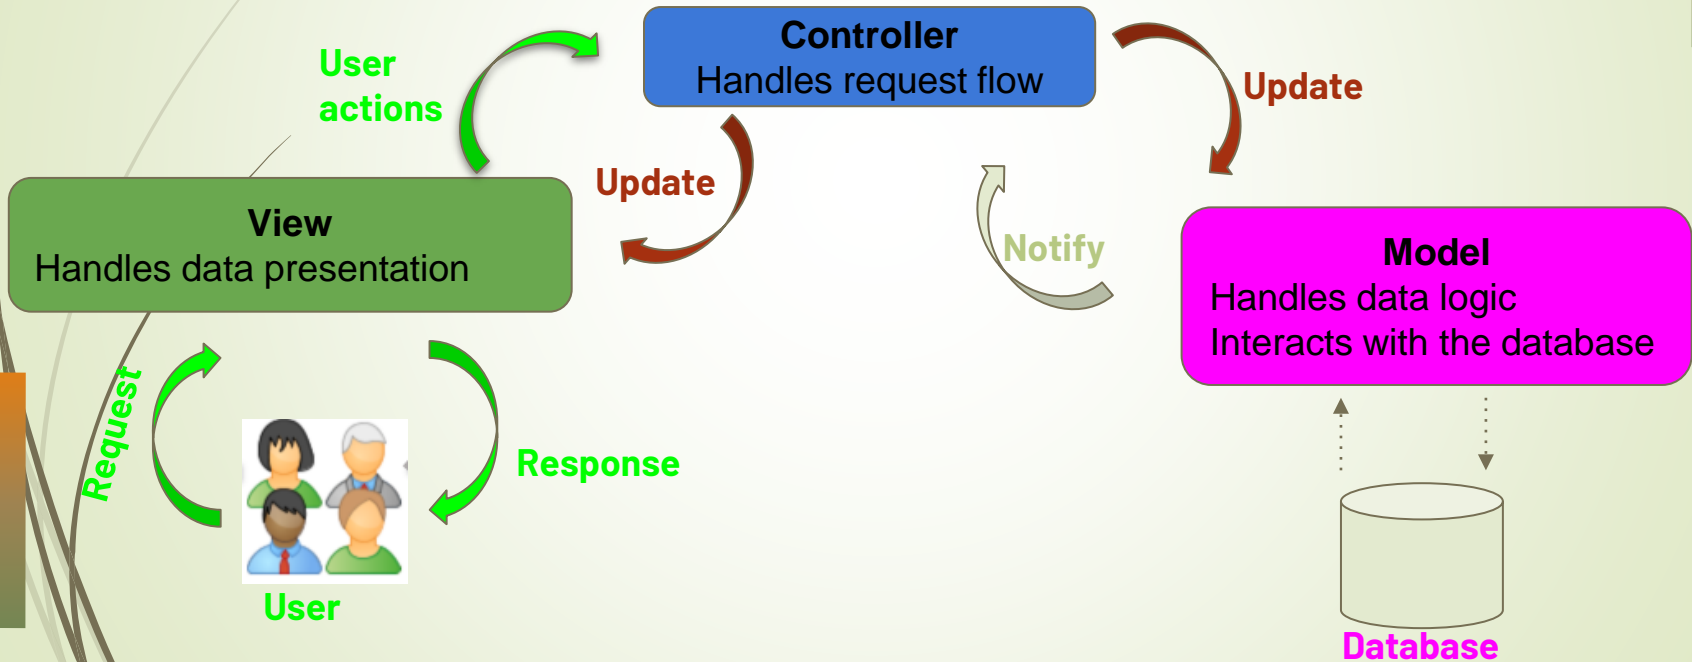 Controller
Handles request flow
User
actions
Update
Update
View
Handles data presentation
Notify
Model
Handles data logic
Interacts with the database
Request
Response
User
Database